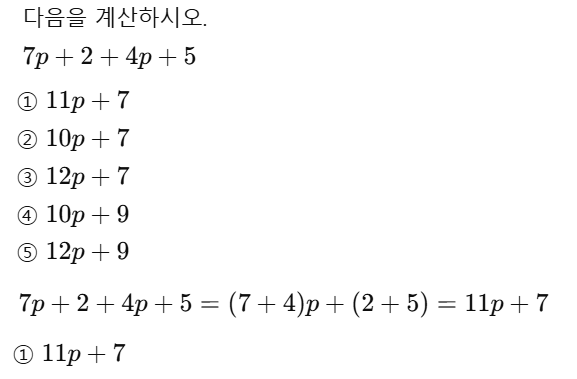 다음을 계산하시오.
7p + 2 + 4p + 5
① 11p + 7
② 10p + 7
③ 12p + 7
④ 10p + 9
⑤ 12p + 9
7p + 2 + 4p + 5 = (7 + 4)p + (2 + 5) = 11p + 7
① 11p + 7